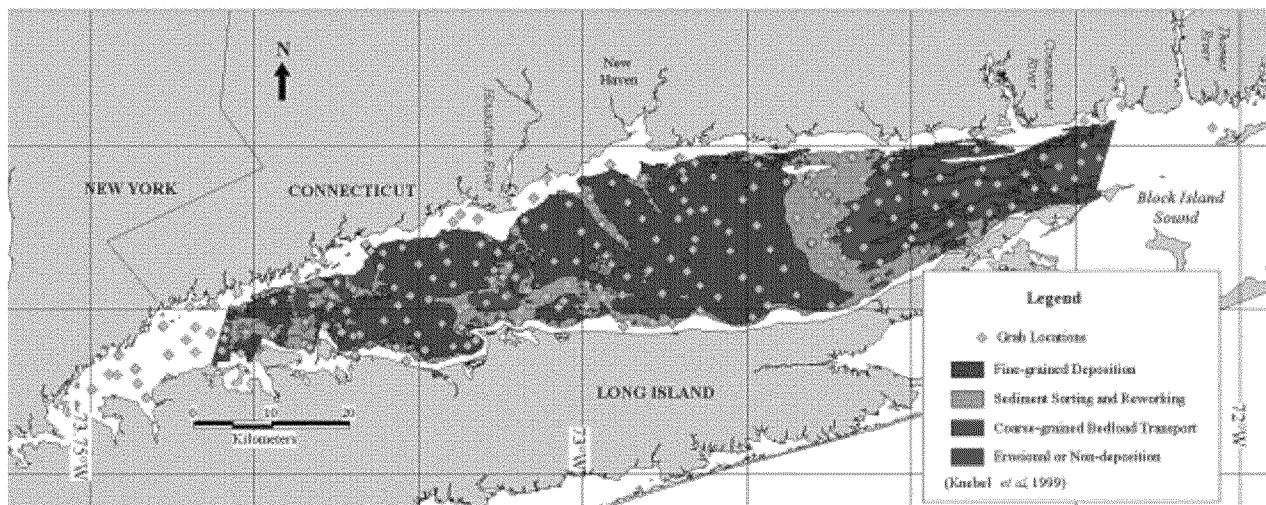 N
New
Haven
Housatonic River
Connecticut
River
Thames
River
NEW YORK
CONNECTICUT
Block Island
Sound
LONG ISLAND
0 10 20
Kilometers
-73.75°W
73°W
72°W
Legend
Grab Locations
Fine-grained Deposition
Sediment Sorting and Reworking
Coarse-grained Bedload Transport
Erosional or Non-deposition
(Knebel et al, 1999)